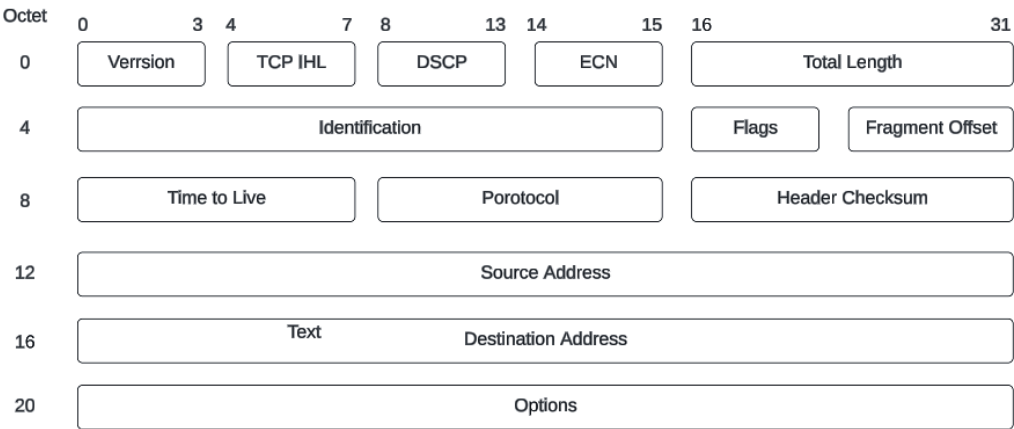 Octet 0 3 4 7 8 13 14 15 16 31
0 Verrsion TCP IHL DSCP ECN Total Length
4 Identification Flags Fragment Offset
8 Time to Live Porotocol Header Checksum
12 Source Address
16 Text Destination Address
20 Options